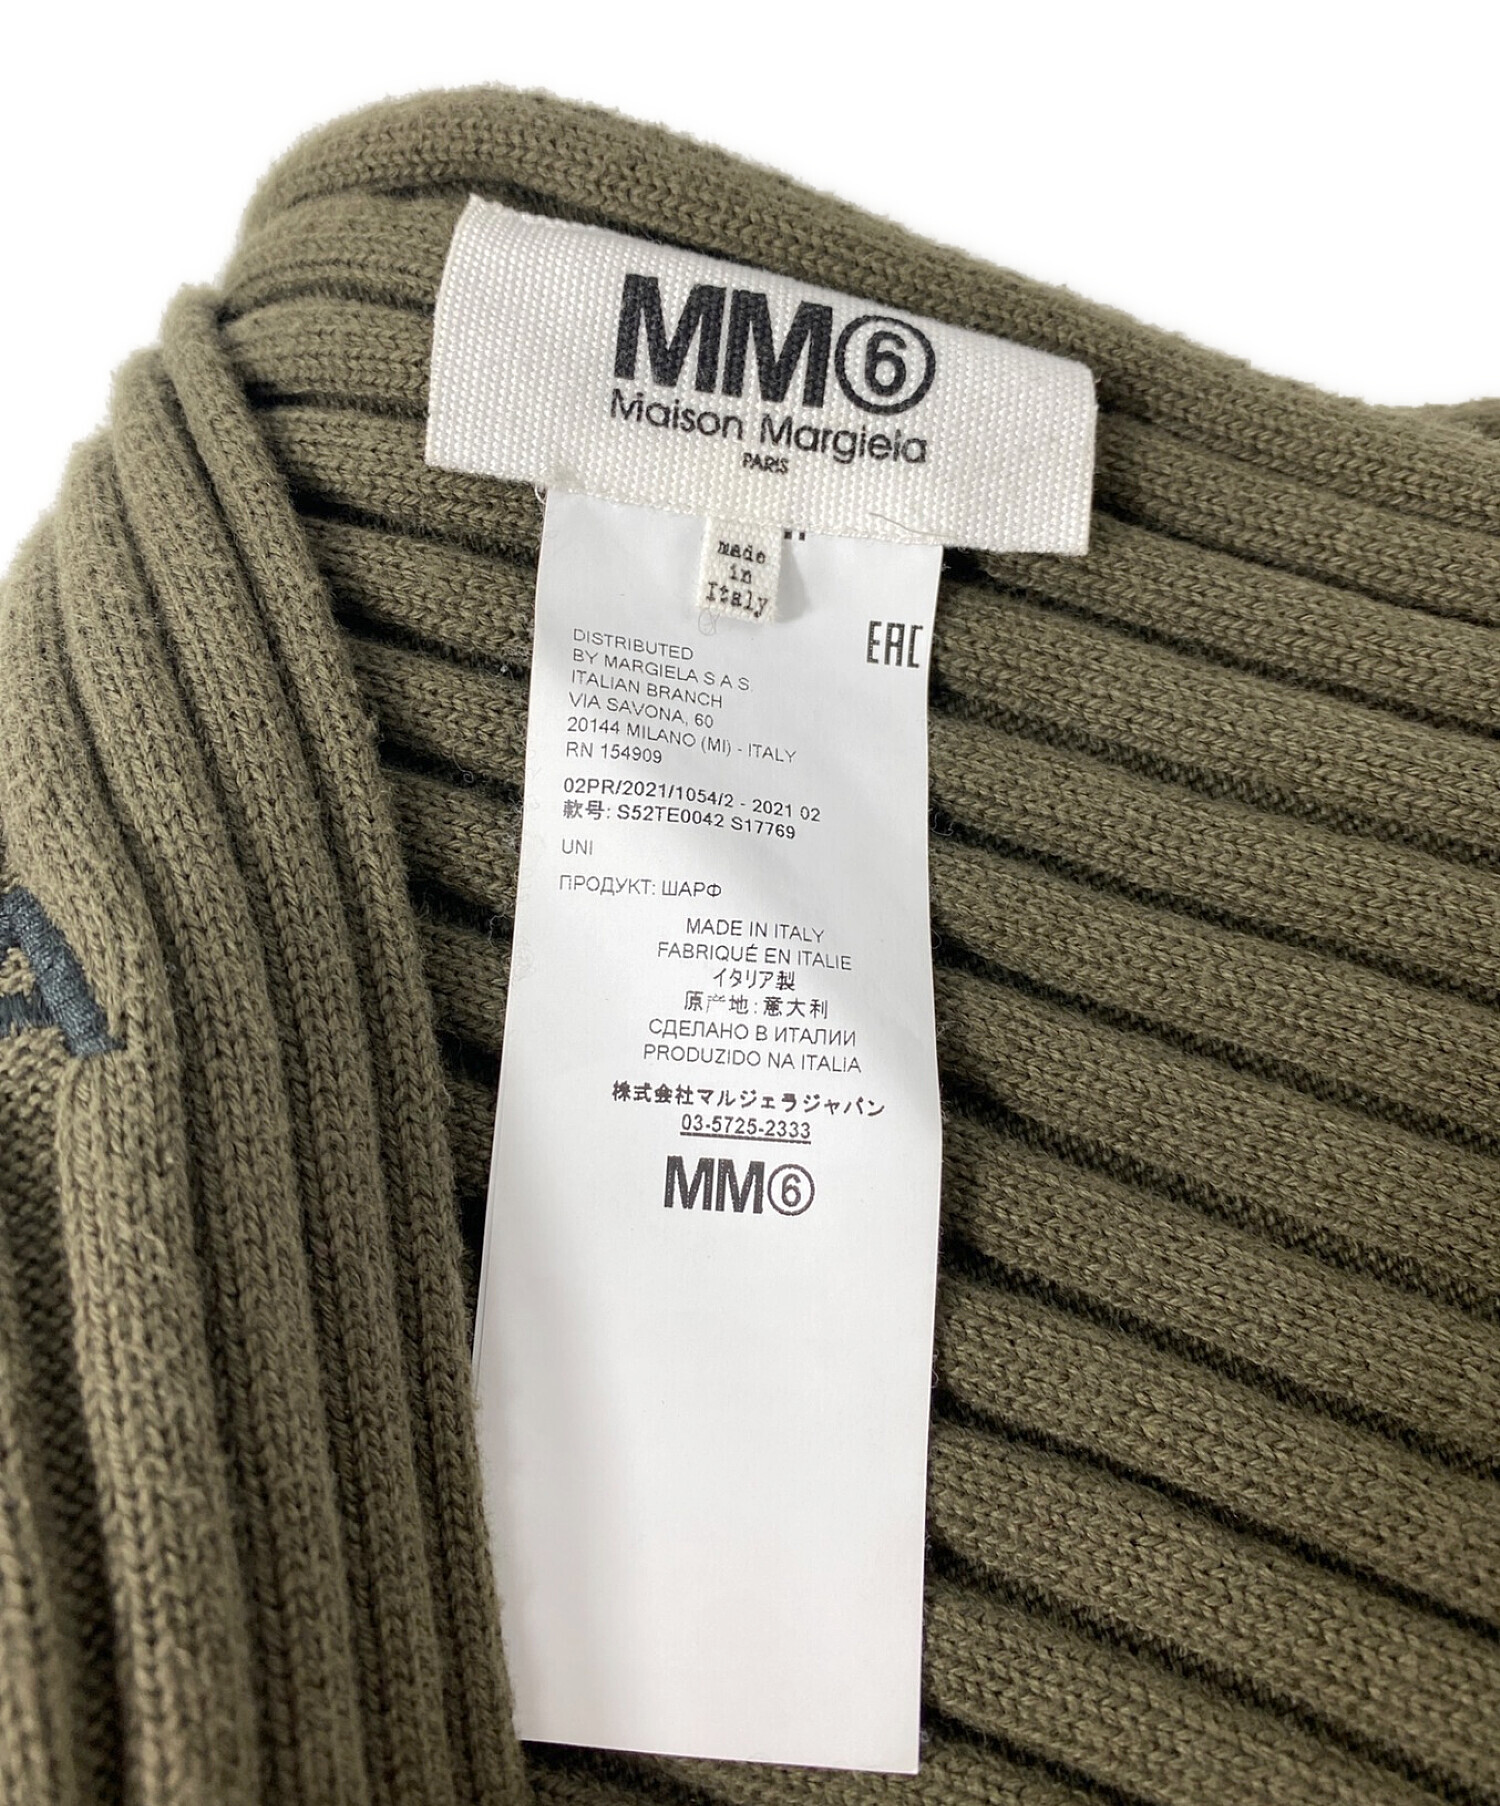 MM⑥
Maison Margiela
PARIS
made
in
Italy
EAC
DISTRIBUTED
BY MARGIELA S.A.S.
ITALIAN BRANCH
VIA SAVONA, 60
20144 MILANO (MI) - ITALY
RN 154909
02PR/2021/1054/2 - 2021 02
款号: S52TE0042 S17769
UNI
ПРОДУКТ: ШАРФ
MADE IN ITALY
FABRIQUÉ EN ITALIE
イタリア製
原产地:意大利
СДЕЛАНО В ИТАЛИИ
PRODUZIDO NA ITALIA
株式会社マルジェラジャパン
03-5725-2333
MM⑥
A